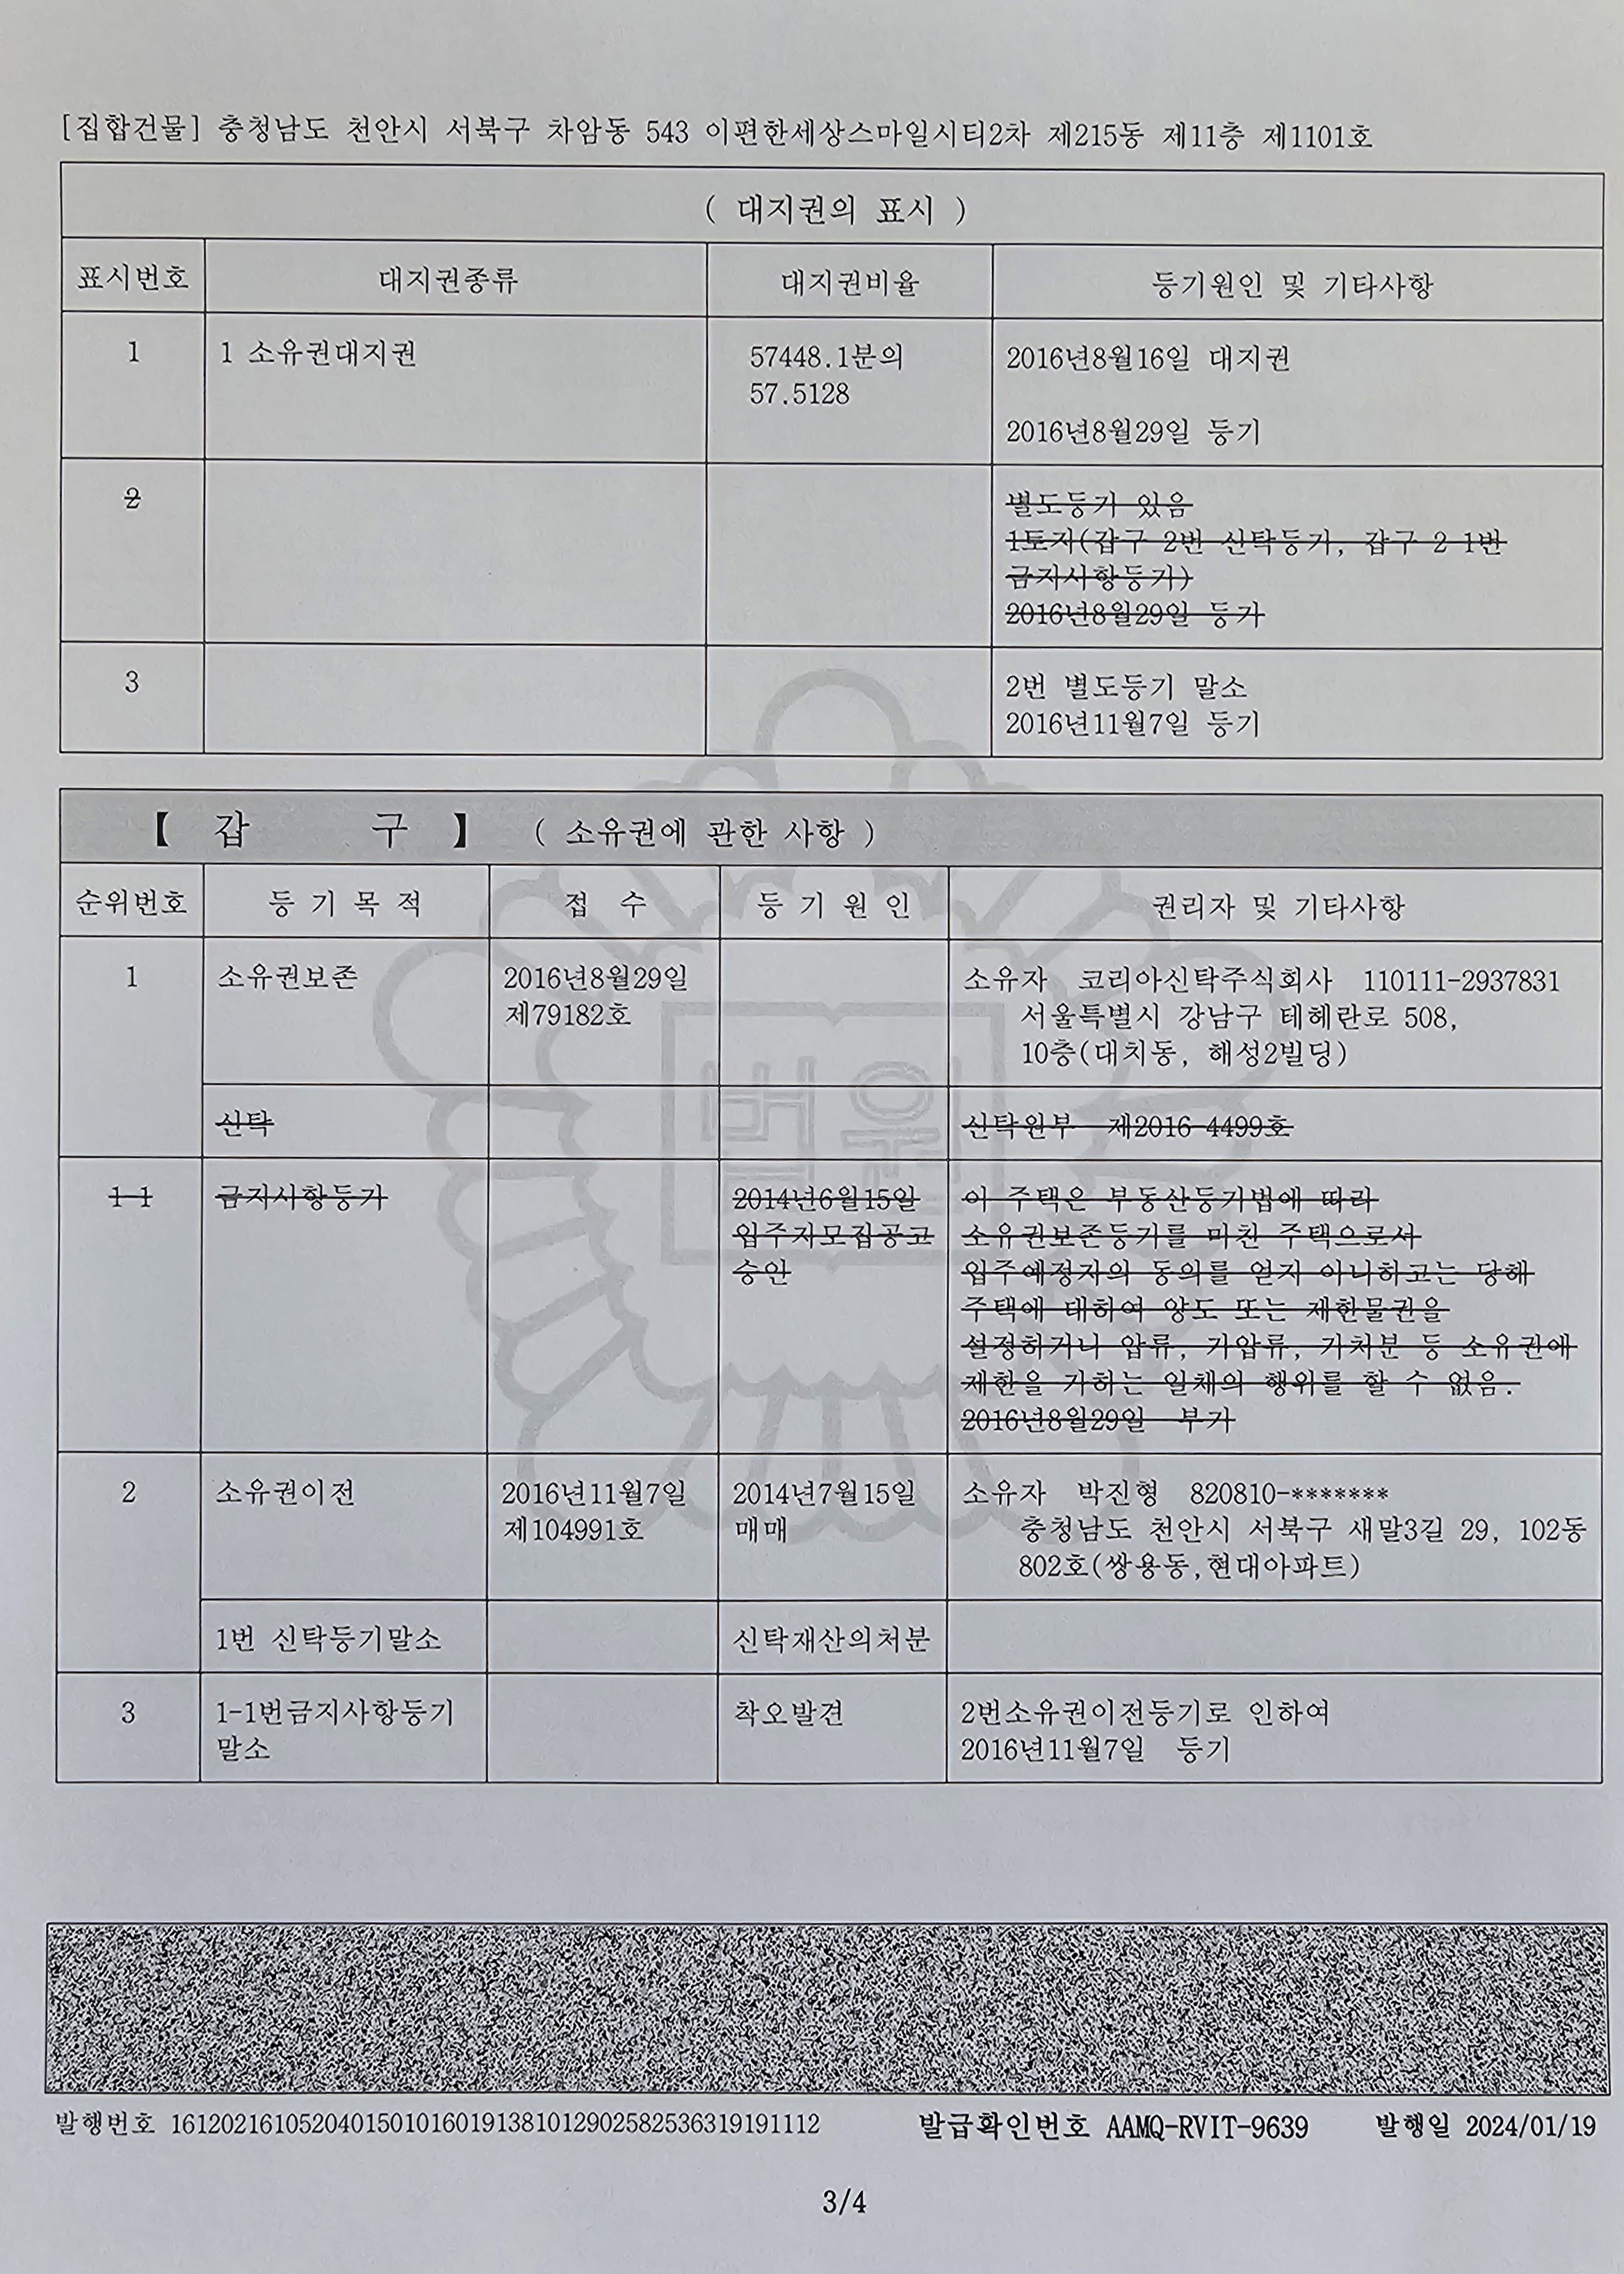 [집합건물] 충청남도 천안시 서북구 차암동 543 이편한세상스마일시티2차 제215동 제11층 제1101호
( 대지권의 표시 )
표시번호 대지권종류 대지권비율 등기원인 및 기타사항
1 1 소유권대지권 57448.1분의 2016년8월16일 대지권
57.5128
2016년8월29일 등기
2 별도등기 있음
1토지(갑구 2번 신탁등기, 갑구 2-1번
금지사항등기)
2016년8월29일 등기
3 2번 별도등기 말소
2016년11월7일 등기
【 갑 구 】 ( 소유권에 관한 사항 )
순위번호 등 기 목 적 접 수 등 기 원 인 권리자 및 기타사항
1 소유권보존 2016년8월29일 소유자 코리아신탁주식회사 110111-2937831
제79182호 서울특별시 강남구 테헤란로 508,
10층(대치동, 해성2빌딩)
신탁 신탁원부 제2016-4499호
1-1 금지사항등기 2014년6월15일 이 주택은 부동산등기법에 따라
입주자모집공고 소유권보존등기를 마친 주택으로서
승인 입주예정자의 동의를 얻지 아니하고는 당해
주택에 대하여 양도 또는 제한물권을
설정하거나 압류, 가압류, 가처분 등 소유권에
제한을 가하는 일체의 행위를 할 수 없음.
2016년8월29일 부기
2 소유권이전 2016년11월7일 2014년7월15일 소유자 박진형 820810-*******
제104991호 매매 충청남도 천안시 서북구 새말3길 29, 102동
802호(쌍용동,현대아파트)
1번 신탁등기말소 신탁재산의처분
3 1-1번금지사항등기 착오발견 2번소유권이전등기로 인하여
말소 2016년11월7일 등기
법원
발행번호 16120216105204015010160191381012902582536319191112 발급확인번호 AAMQ-RVIT-9639 발행일 2024/01/19
3/4